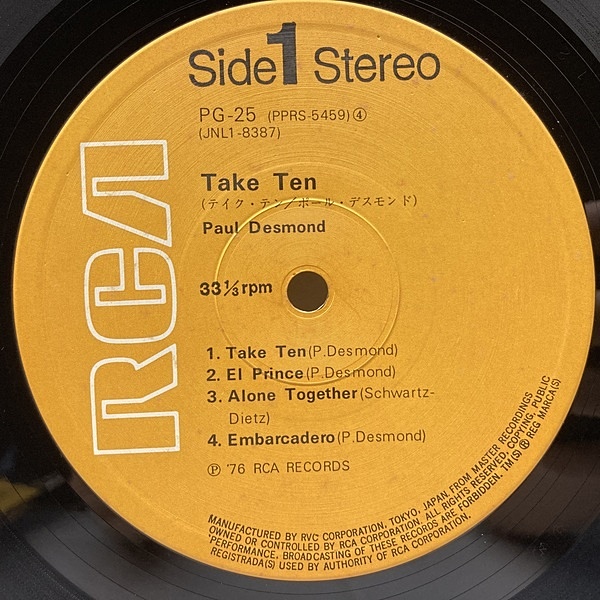 Side 1 Stereo
PG-25 (PPRS-5459)④
(JNL1-8387)
RCA
Take Ten
(テイク・テン/ポール・デスモンド)
Paul Desmond
33⅓rpm
1. Take Ten(P.Desmond)
2. El Prince(P.Desmond)
3. Alone Together(Schwartz-
Dietz)
4. Embarcadero(P.Desmond)
Ⓟ '76 RCA RECORDS
MANUFACTURED BY RVC CORPORATION, TOKYO, JAPAN, FROM MASTER RECORDINGS
OWNED OR CONTROLLED BY RCA CORPORATION. ALL RIGHTS RESERVED. COPYING, PUBLIC
PERFORMANCE, BROADCASTING OF THESE RECORDS ARE FORBIDDEN. TM(S) ® REG MARCA(S)
REGISTRADA(S) USED BY AUTHORITY OF RCA CORPORATION.